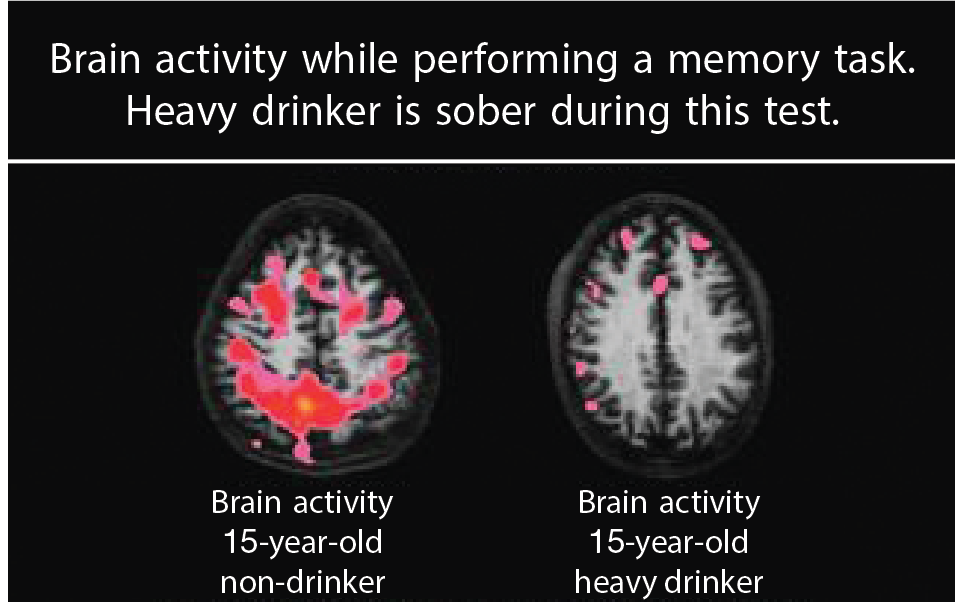 Brain activity while performing a memory task.
Heavy drinker is sober during this test.
Brain activity
15-year-old
non-drinker
Brain activity
15-year-old
heavy drinker